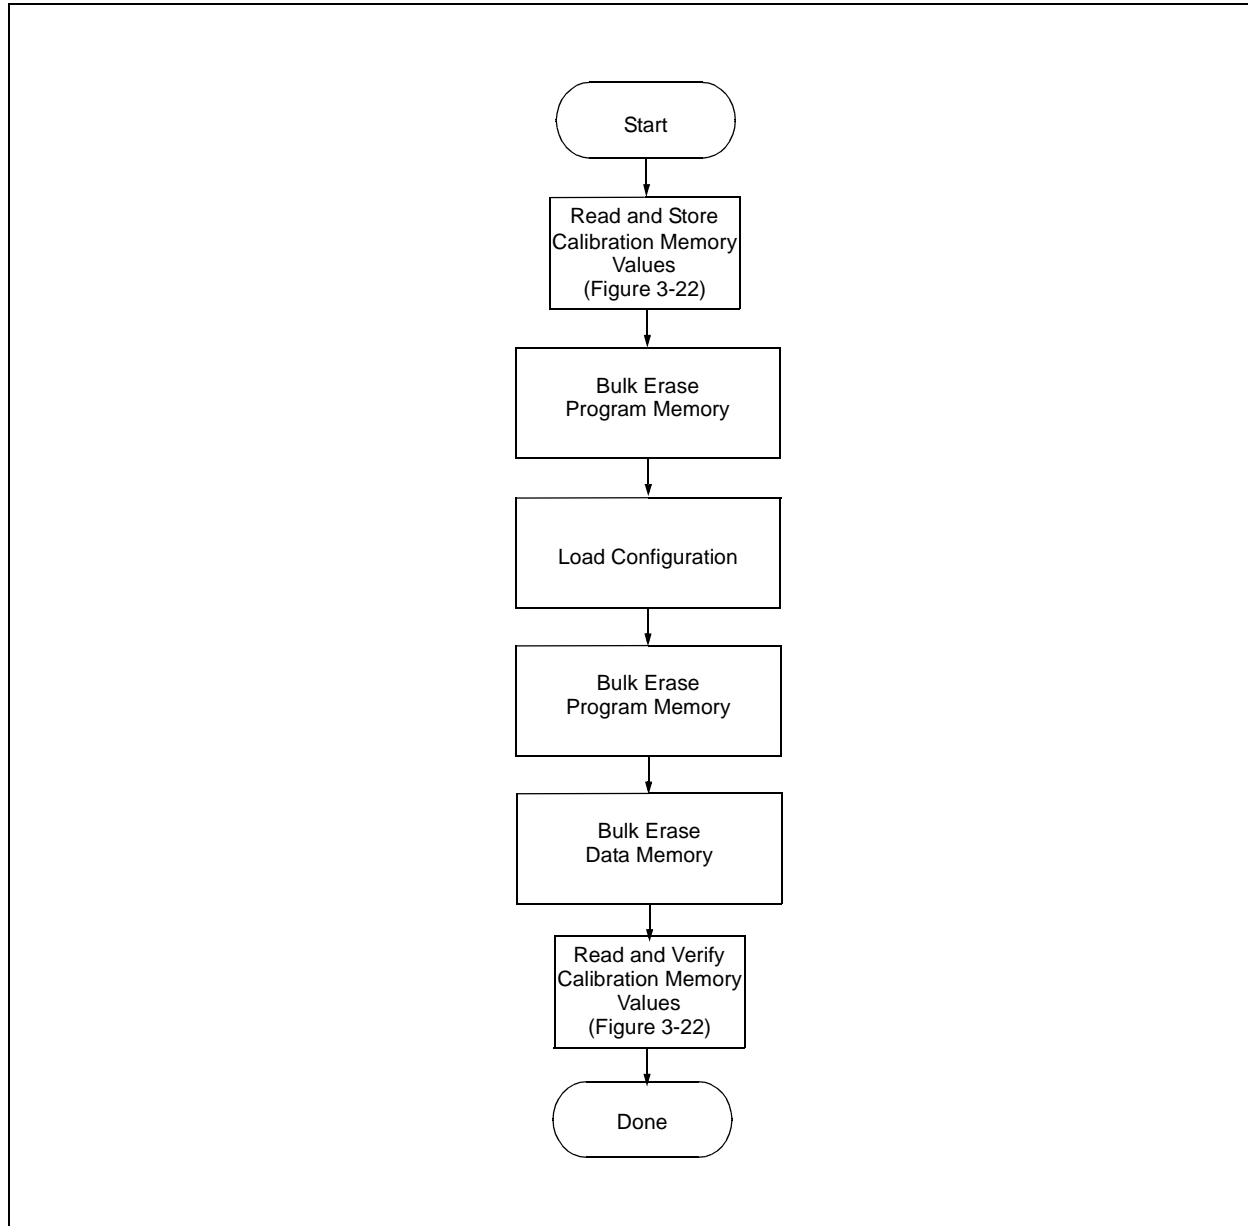 Start
Read and Store
Calibration Memory
Values
(Figure 3-22)
Bulk Erase
Program Memory
Load Configuration
Bulk Erase
Program Memory
Bulk Erase
Data Memory
Read and Verify
Calibration Memory
Values
(Figure 3-22)
Done